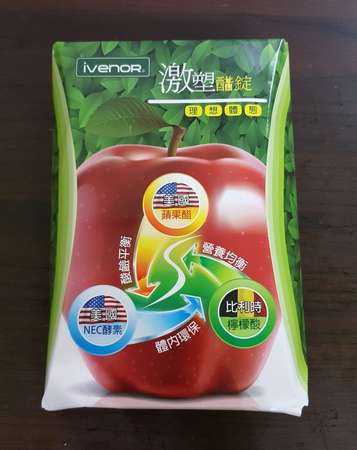 iVENOR
激塑醋錠
理想體態
美國
蘋果醋
酸鹼平衡
營養均衡
美國
NEC酵素
比利時
檸檬酸
體內環保